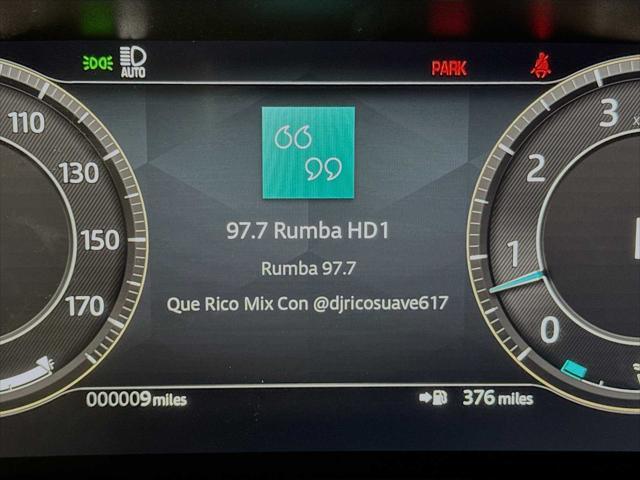 AUTO
PARK
110
130
150
170
97.7 Rumba HD1
Rumba 97.7
Que Rico Mix Con @djricosuave617
3
2
1
0
x
000009 miles
376 miles